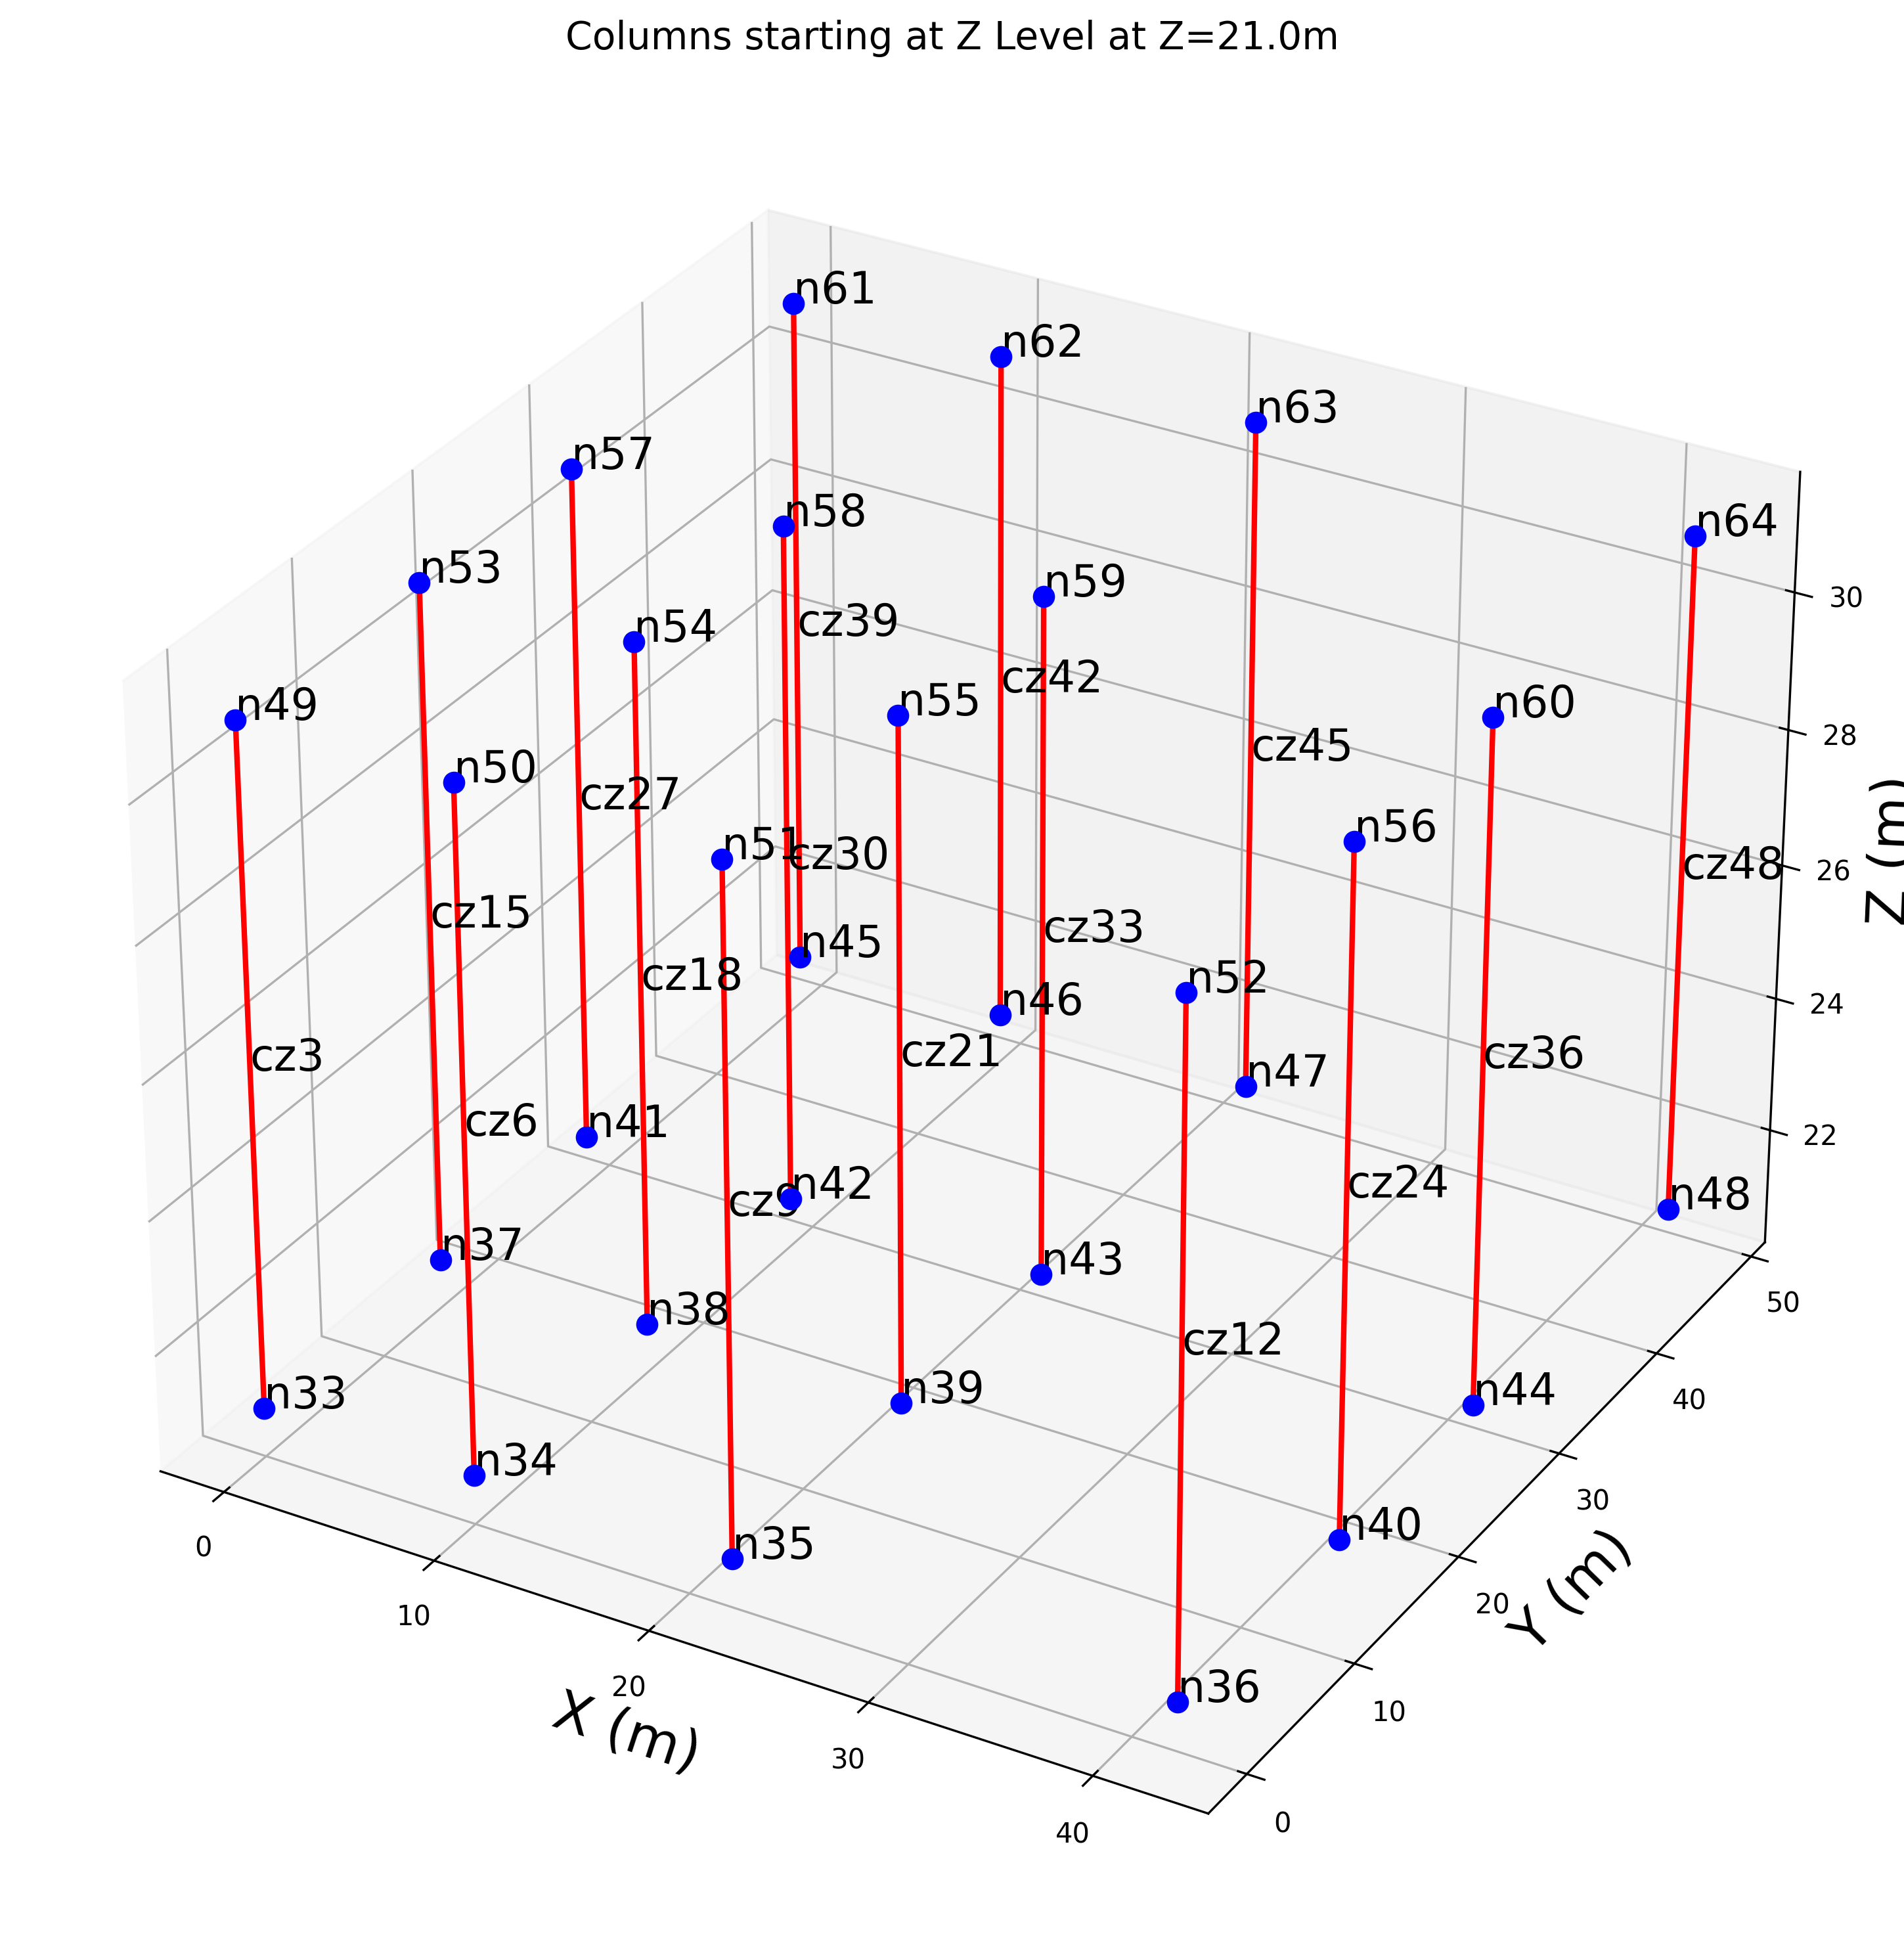 Columns starting at Z Level at Z=21.0m
n61
n62
n63
n57
n58
n64
n53
n59
n54
cz39
n49
n55
cz42
n60
n50
cz45
cz27
n56
n51
cz30
cz48
cz15
cz33
n45
cz18
n52
n46
cz3
cz21
cz36
n47
cz6
n41
n42
cz24
n48
cz9
n37
n43
n38
cz12
n33
n39
n44
n34
n35
n40
n36
30
28
26
24
22
Z (m)
50
40
30
20
10
0
Y (m)
0
10
20
30
40
X (m)